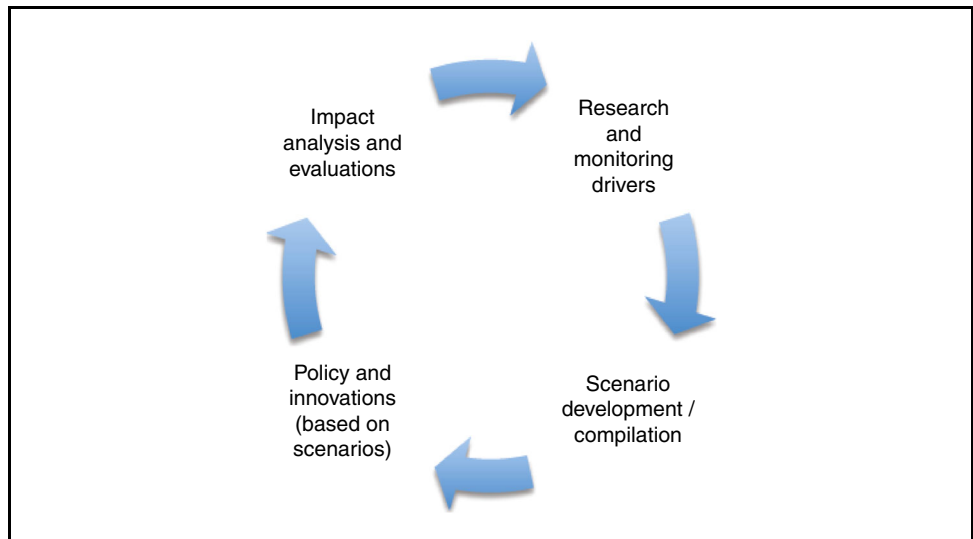 Impact
analysis and
evaluations
Research
and
monitoring
drivers
Policy and
innovations
(based on
scenarios)
Scenario
development /
compilation